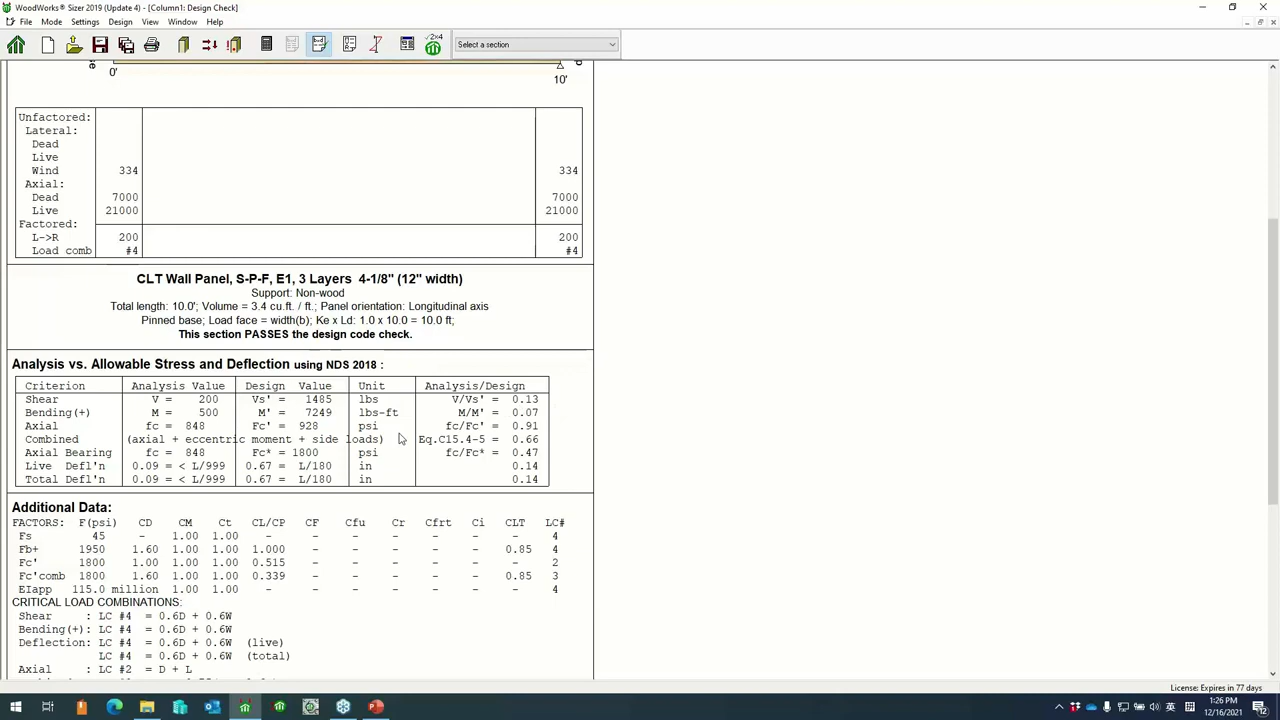 WoodWorks® Sizer 2019 (Update 4) - [Column1: Design Check]
File Mode Settings Design View Window Help
Select a section
0' 10'
Unfactored:
Lateral:
Dead
Live
Wind 334 334
Axial:
Dead 7000 7000
Live 21000 21000
Factored:
L->R 200 200
Load comb #4 #4
CLT Wall Panel, S-P-F, E1, 3 Layers 4-1/8" (12" width)
Support: Non-wood
Total length: 10.0'; Volume = 3.4 cu.ft. / ft.; Panel orientation: Longitudinal axis
Pinned base; Load face = width(b); Ke x Ld: 1.0 x 10.0 = 10.0 ft;
This section PASSES the design code check.
Analysis vs. Allowable Stress and Deflection using NDS 2018 :
Criterion Analysis Value Design Value Unit Analysis/Design
Shear V = 200 Vs' = 1485 lbs V/Vs' = 0.13
Bending(+) M = 500 M' = 7249 lbs-ft M/M' = 0.07
Axial fc = 848 Fc' = 928 psi fc/Fc' = 0.91
Combined (axial + eccentric moment + side loads) Eq.C15.4-5 = 0.66
Axial Bearing fc = 848 Fc* = 1800 psi fc/Fc* = 0.47
Live Defl'n 0.09 = < L/999 0.67 = L/180 in 0.14
Total Defl'n 0.09 = < L/999 0.67 = L/180 in 0.14
Additional Data:
FACTORS: F(psi) CD CM Ct CL/CP CF Cfu Cr Cfrt Ci CLT LC#
Fs 45 - 1.00 1.00 - - - - - - - 4
Fb+ 1950 1.60 1.00 1.00 1.000 - - - - - 0.85 4
Fc' 1800 1.00 1.00 1.00 0.515 - - - - - - 2
Fc'comb 1800 1.60 1.00 1.00 0.339 - - - - - 0.85 3
EIapp 115.0 million 1.00 1.00 - - - - - - - 4
CRITICAL LOAD COMBINATIONS:
Shear : LC #4 = 0.6D + 0.6W
Bending(+): LC #4 = 0.6D + 0.6W
Deflection: LC #4 = 0.6D + 0.6W (live)
LC #4 = 0.6D + 0.6W (total)
Axial : LC #2 = D + L
License: Expires in 77 days
1:26 PM
12/16/2021